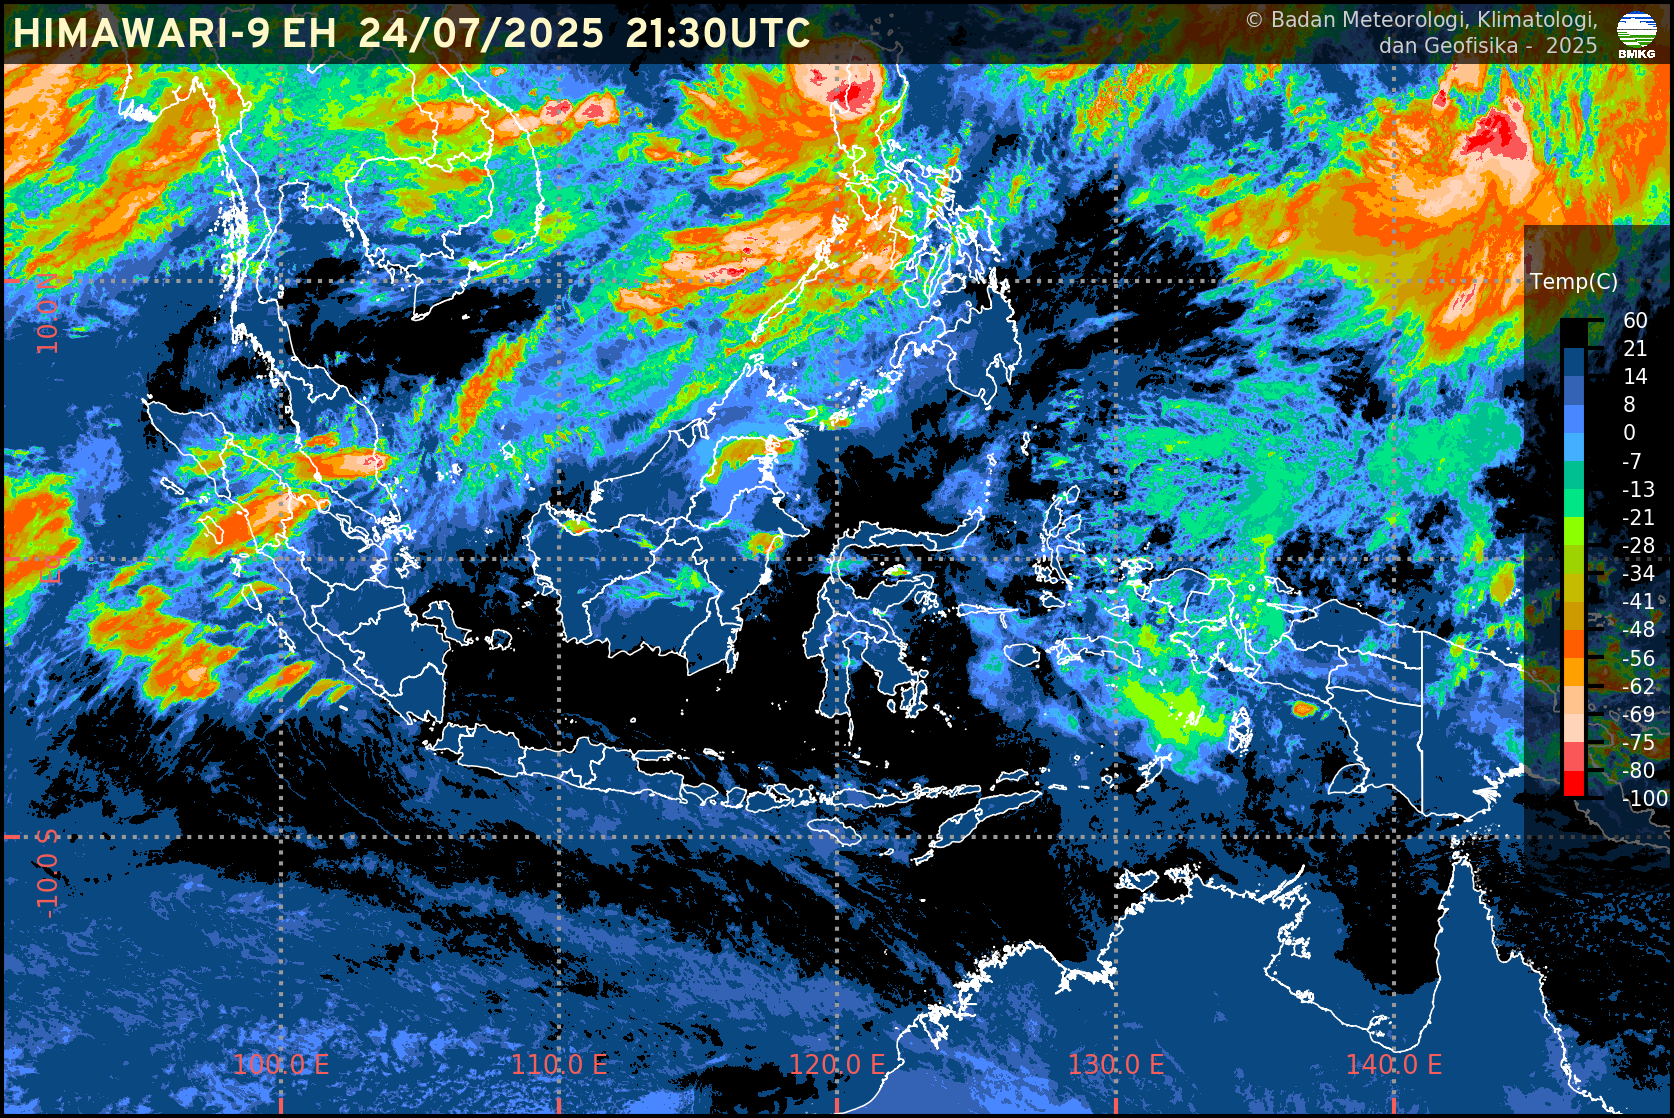 HIMAWARI-9 EH 24/07/2025 21:30UTC
© Badan Meteorologi, Klimatologi,
dan Geofisika - 2025
BMKG
Temp(C)
60
21
14
8
0
-7
-13
-21
-28
-34
-41
-48
-56
-62
-69
-75
-80
-100
10.0 N
EQ
-10.0 S
100.0 E
110.0 E
120.0 E
130.0 E
140.0 E